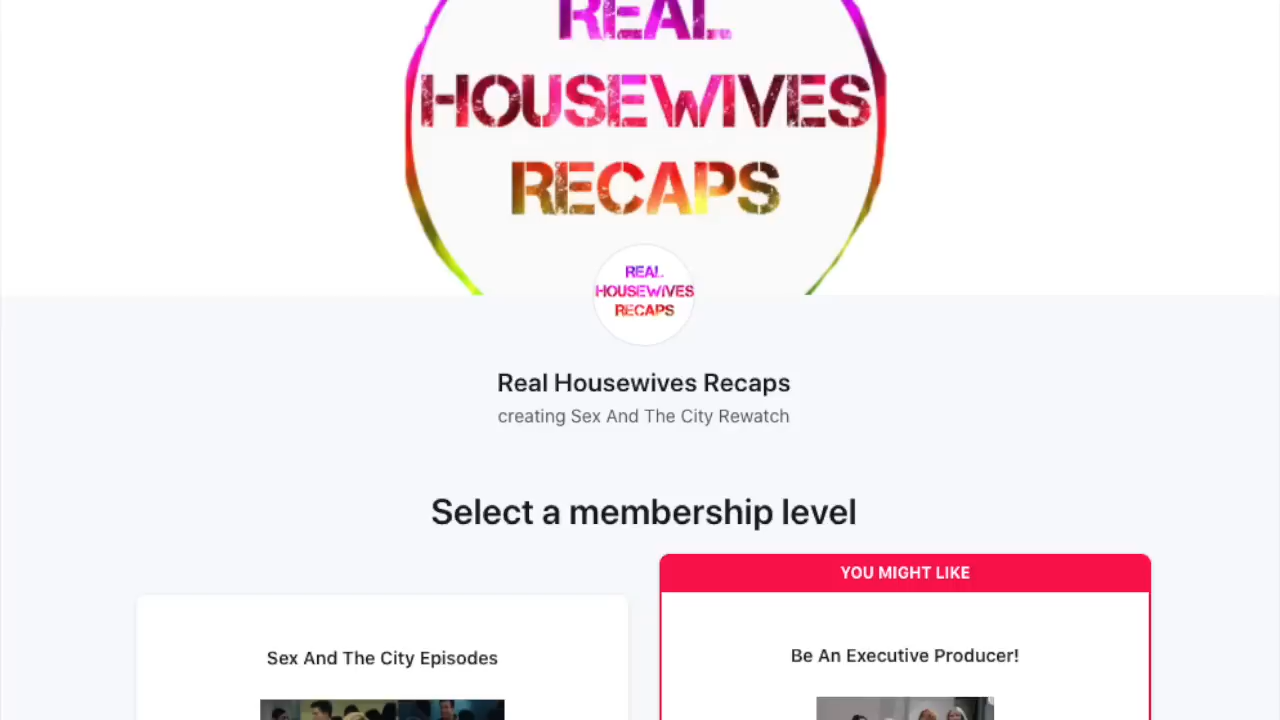 REAL
HOUSEWIVES
RECAPS
REAL
HOUSEWIVES
RECAPS
Real Housewives Recaps
creating Sex And The City Rewatch
Select a membership level
YOU MIGHT LIKE
Sex And The City Episodes
Be An Executive Producer!